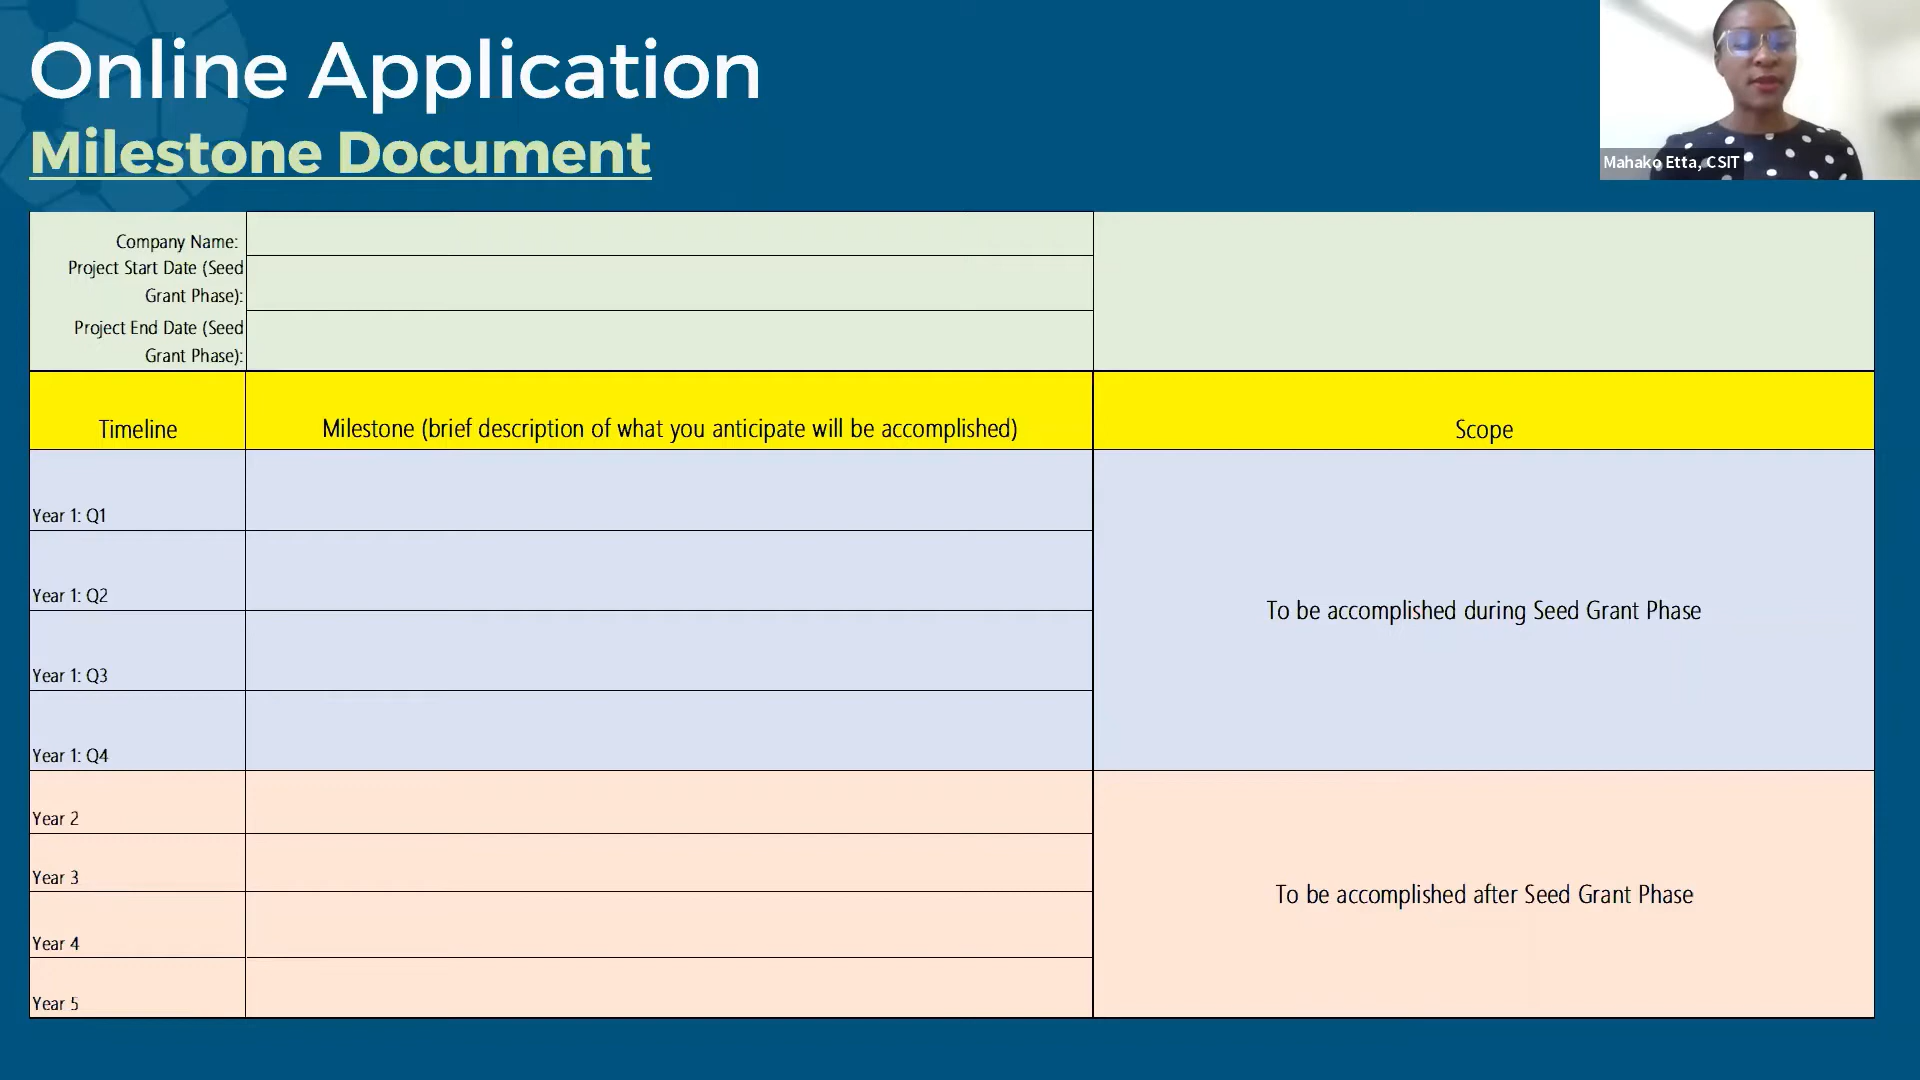 Online Application
Milestone Document
Mahako Etta, CSIT
Company Name:
Project Start Date (Seed
Grant Phase):
Project End Date (Seed
Grant Phase):
Timeline
Milestone (brief description of what you anticipate will be accomplished)
Scope
Year 1: Q1
Year 1: Q2
Year 1: Q3
Year 1: Q4
To be accomplished during Seed Grant Phase
Year 2
Year 3
Year 4
Year 5
To be accomplished after Seed Grant Phase